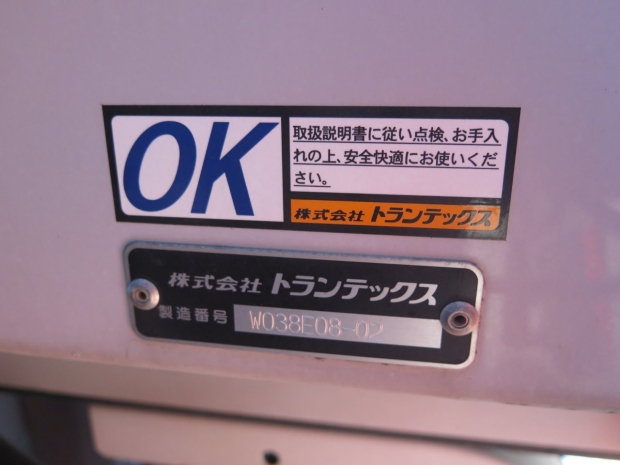 OK
取扱説明書に従い点検、お手入
れの上、安全快適にお使いくだ
さい。
株式会社 トランテックス
株式会社 トランテックス
製造番号 W038E08-02